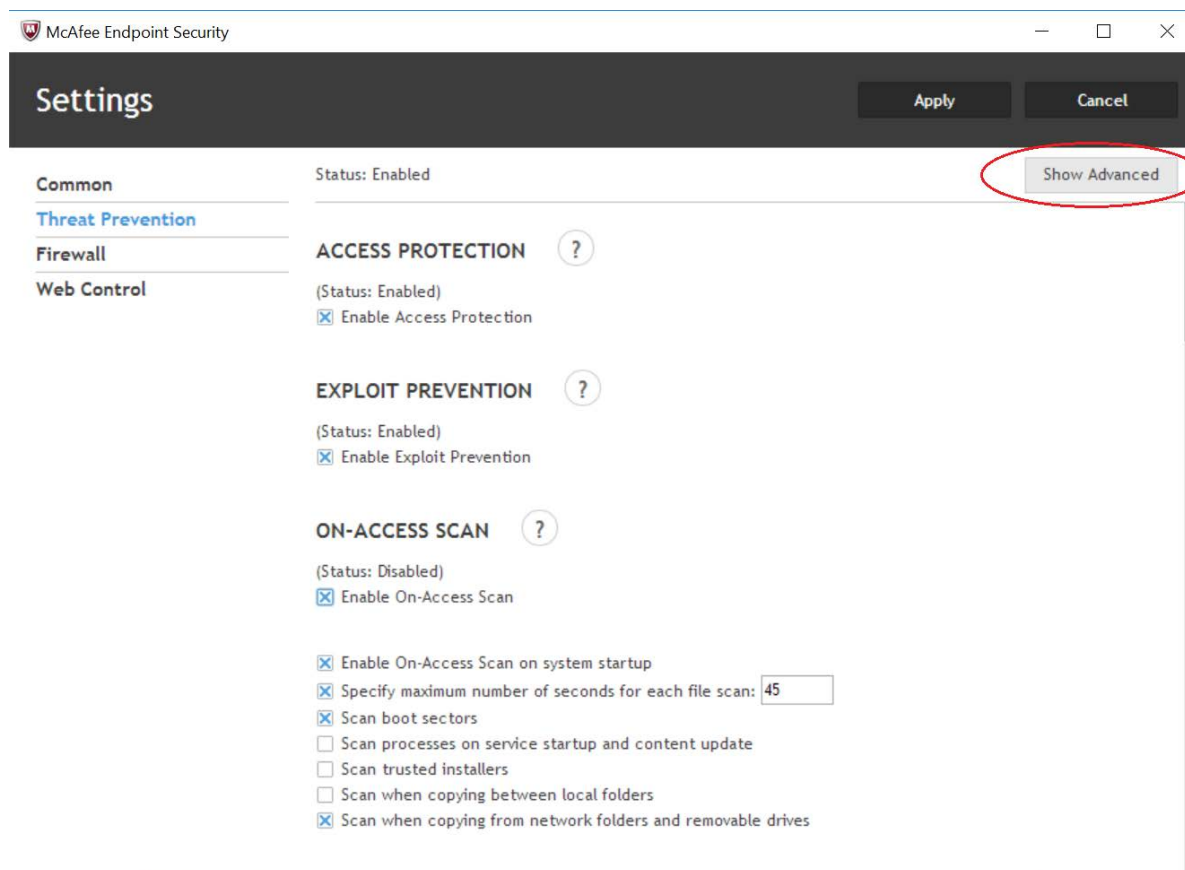 McAfee Endpoint Security
Settings
Apply
Cancel
Common
Threat Prevention
Firewall
Web Control
Status: Enabled
Show Advanced
ACCESS PROTECTION ?
(Status: Enabled)
Enable Access Protection
EXPLOIT PREVENTION ?
(Status: Enabled)
Enable Exploit Prevention
ON-ACCESS SCAN ?
(Status: Disabled)
Enable On-Access Scan
Enable On-Access Scan on system startup
Specify maximum number of seconds for each file scan: 45
Scan boot sectors
Scan processes on service startup and content update
Scan trusted installers
Scan when copying between local folders
Scan when copying from network folders and removable drives